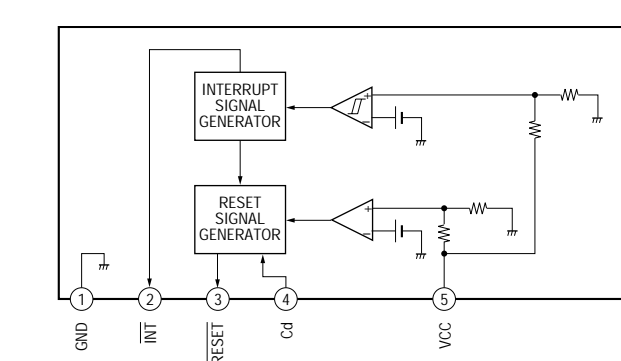 INTERRUPT
SIGNAL
GENERATOR
+
−
RESET
SIGNAL
GENERATOR
+
−
1
2
3
4
5
GND
INT
RESET
Cd
VCC